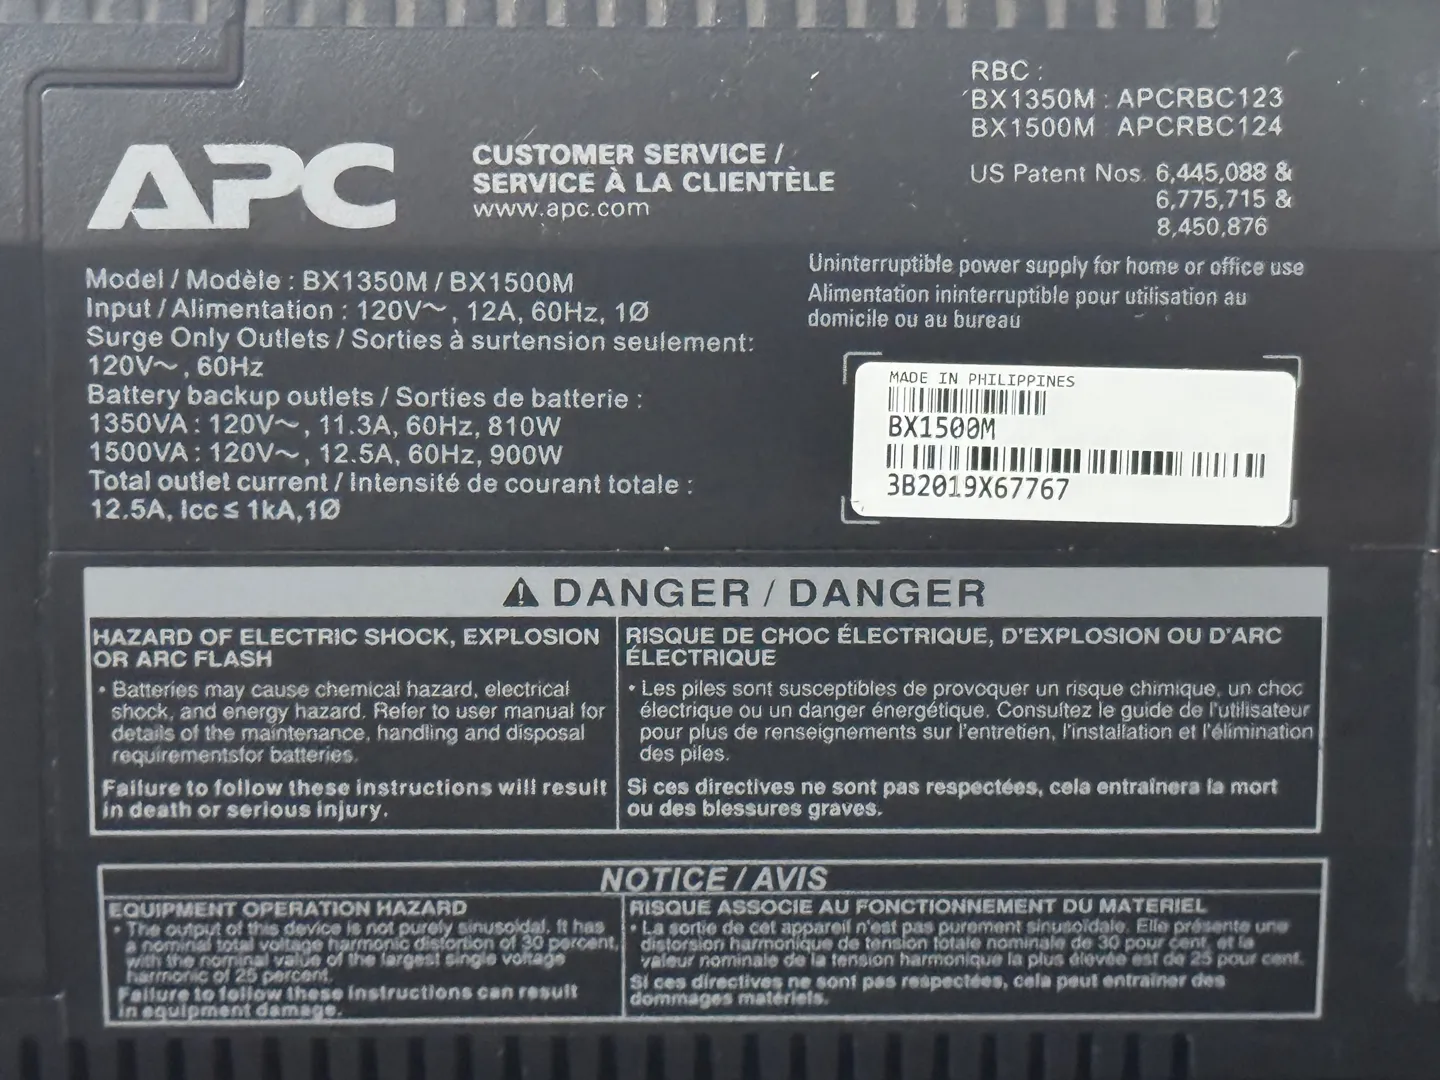 RBC :
BX1350M : APCRBC123
BX1500M : APCRBC124
APC
CUSTOMER SERVICE /
SERVICE À LA CLIENTÈLE
www.apc.com
US Patent Nos. 6,445,088 &
6,775,715 &
8,450,876
Model / Modèle : BX1350M / BX1500M
Input / Alimentation : 120V～, 12A, 60Hz, 1Ø
Surge Only Outlets / Sorties à surtension seulement:
120V～, 60Hz
Battery backup outlets / Sorties de batterie :
1350VA : 120V～, 11.3A, 60Hz, 810W
1500VA : 120V～, 12.5A, 60Hz, 900W
Total outlet current / Intensité de courant totale :
12.5A, Icc ≤ 1kA,1Ø
Uninterruptible power supply for home or office use
Alimentation ininterruptible pour utilisation au
domicile ou au bureau
MADE IN PHILIPPINES
BX1500M
3B2019X67767
⚠ DANGER / DANGER
HAZARD OF ELECTRIC SHOCK, EXPLOSION
OR ARC FLASH
• Batteries may cause chemical hazard, electrical
shock, and energy hazard. Refer to user manual for
details of the maintenance, handling and disposal
requirementsfor batteries.
Failure to follow these instructions will result
in death or serious injury.
RISQUE DE CHOC ÉLECTRIQUE, D'EXPLOSION OU D'ARC
ÉLECTRIQUE
• Les piles sont susceptibles de provoquer un risque chimique, un choc
électrique ou un danger énergétique. Consultez le guide de l'utilisateur
pour plus de renseignements sur l'entretien, l'installation et l'élimination
des piles.
Si ces directives ne sont pas respectées, cela entraînera la mort
ou des blessures graves.
NOTICE / AVIS
EQUIPMENT OPERATION HAZARD
• The output of this device is not purely sinusoidal. It has
a nominal total voltage harmonic distortion of 30 percent,
with the nominal value of the largest single voltage
harmonic of 25 percent.
Failure to follow these instructions can result
in equipment damage.
RISQUE ASSOCIE AU FONCTIONNEMENT DU MATERIEL
• La sortie de cet appareil n'est pas purement sinusoïdale. Elle présente une
distorsion harmonique de tension totale nominale de 30 pour cent, et la
valeur nominale de la tension harmonique la plus élevée est de 25 pour cent.
Si ces directives ne sont pas respectées, cela peut entraîner des
dommages matériels.